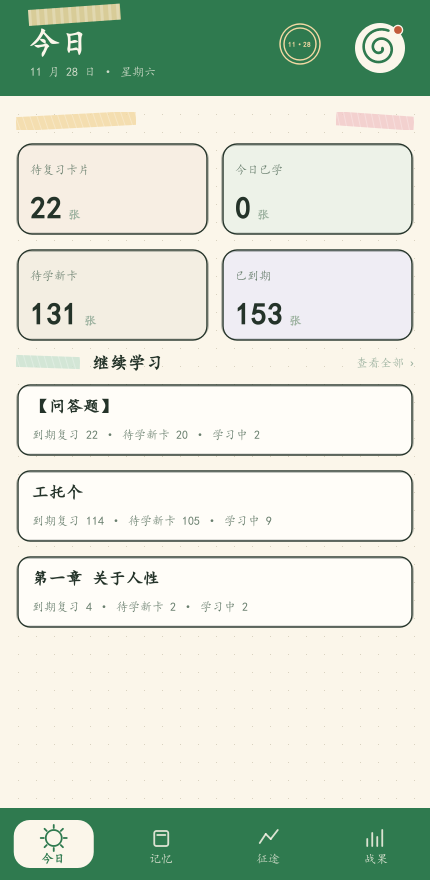 今日
11 月 28 日 • 星期六
11•28
待复习卡片
22 张
今日已学
0 张
待学新卡
131 张
已到期
153 张
继续学习
查看全部 ›
【问答题】
到期复习 22 • 待学新卡 20 • 学习中 2
工托个
到期复习 114 • 待学新卡 105 • 学习中 9
第一章 关于人性
到期复习 4 • 待学新卡 2 • 学习中 2
今日
记忆
征途
战果